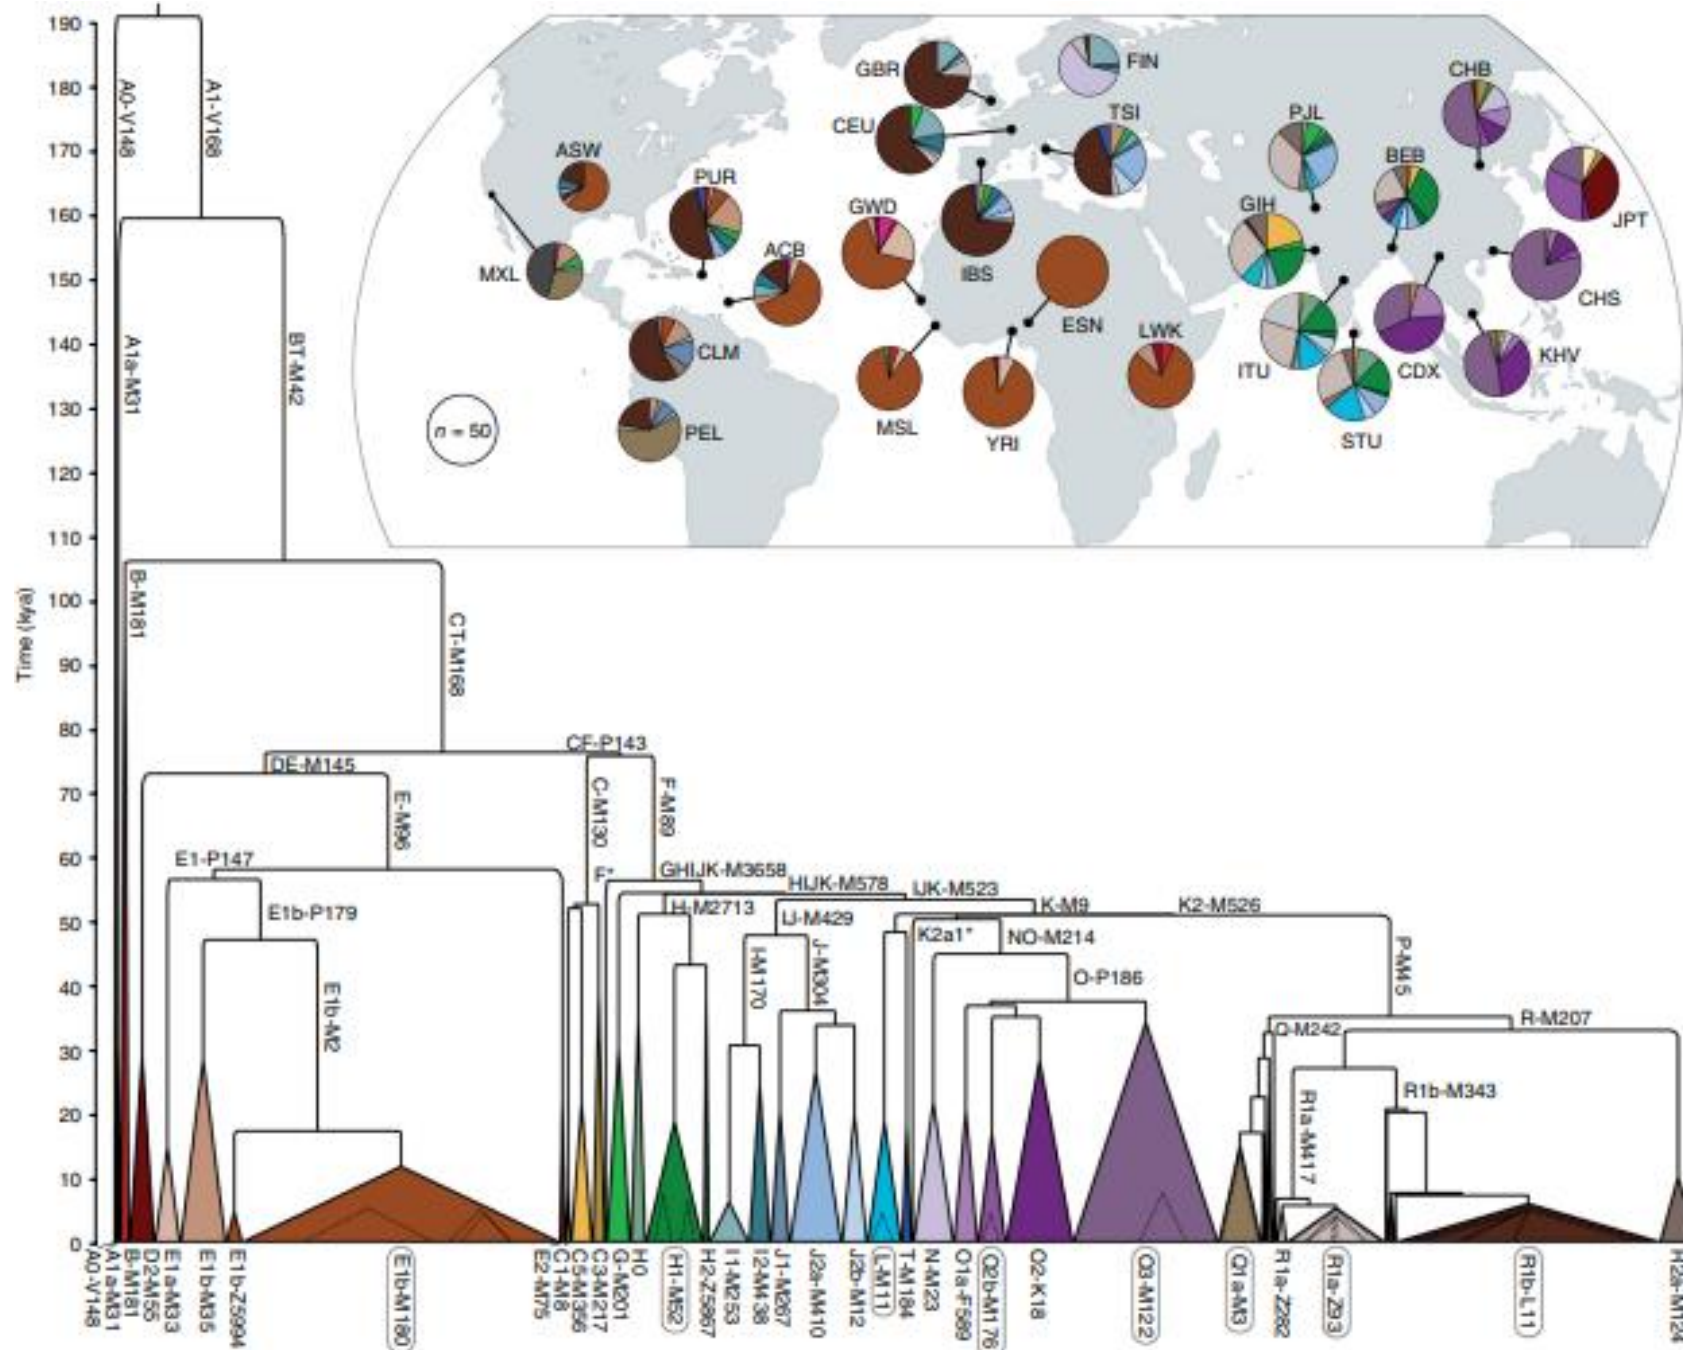 190
180
170
160
150
140
130
120
110
100
90
80
70
60
50
40
30
20
10
0
Time (kya)
A0-V148
A1-V168
A1a-M31
BT-M42
B-M181
CT-M168
GBR
FIN
CHB
CEU
TSI
PJL
ASW
BEB
PUR
GWD
GIH
JPT
ACB
MXL
IBS
CHS
ESN
CLM
LWK
ITU
CDX
KHV
n = 50
PEL
MSL
YRI
STU
CF-P143
DE-M145
C-M130
F-M89
E-M96
E1-P147
F*
GHIJK-M3658
HIJK-M578
IJK-M523
E1b-P179
H-M2713
IJ-M429
K-M9
K2-M526
K2a1*
NO-M214
I-M170
J-M304
O-P186
P-M45
E1b-M2
Q-M242
R-M207
R1a-M417
R1b-M343
A0-V148
A1a-M31
B-M181
D2-M55
E1a-M33
E1b-M35
E1b-Z5994
E1b-M180
E2-M75
C1-M8
C5-M356
C3-M217
G-M201
H0
H1-M52
H2-Z5867
I1-M253
I2-M438
J1-M267
J2a-M410
J2b-M12
L-M11
T-M184
N-M23
O1a-F589
O2b-M176
O2-K18
O3-M122
Q1a-M3
R1a-Z282
R1a-Z93
R1b-L11
R2a-M124